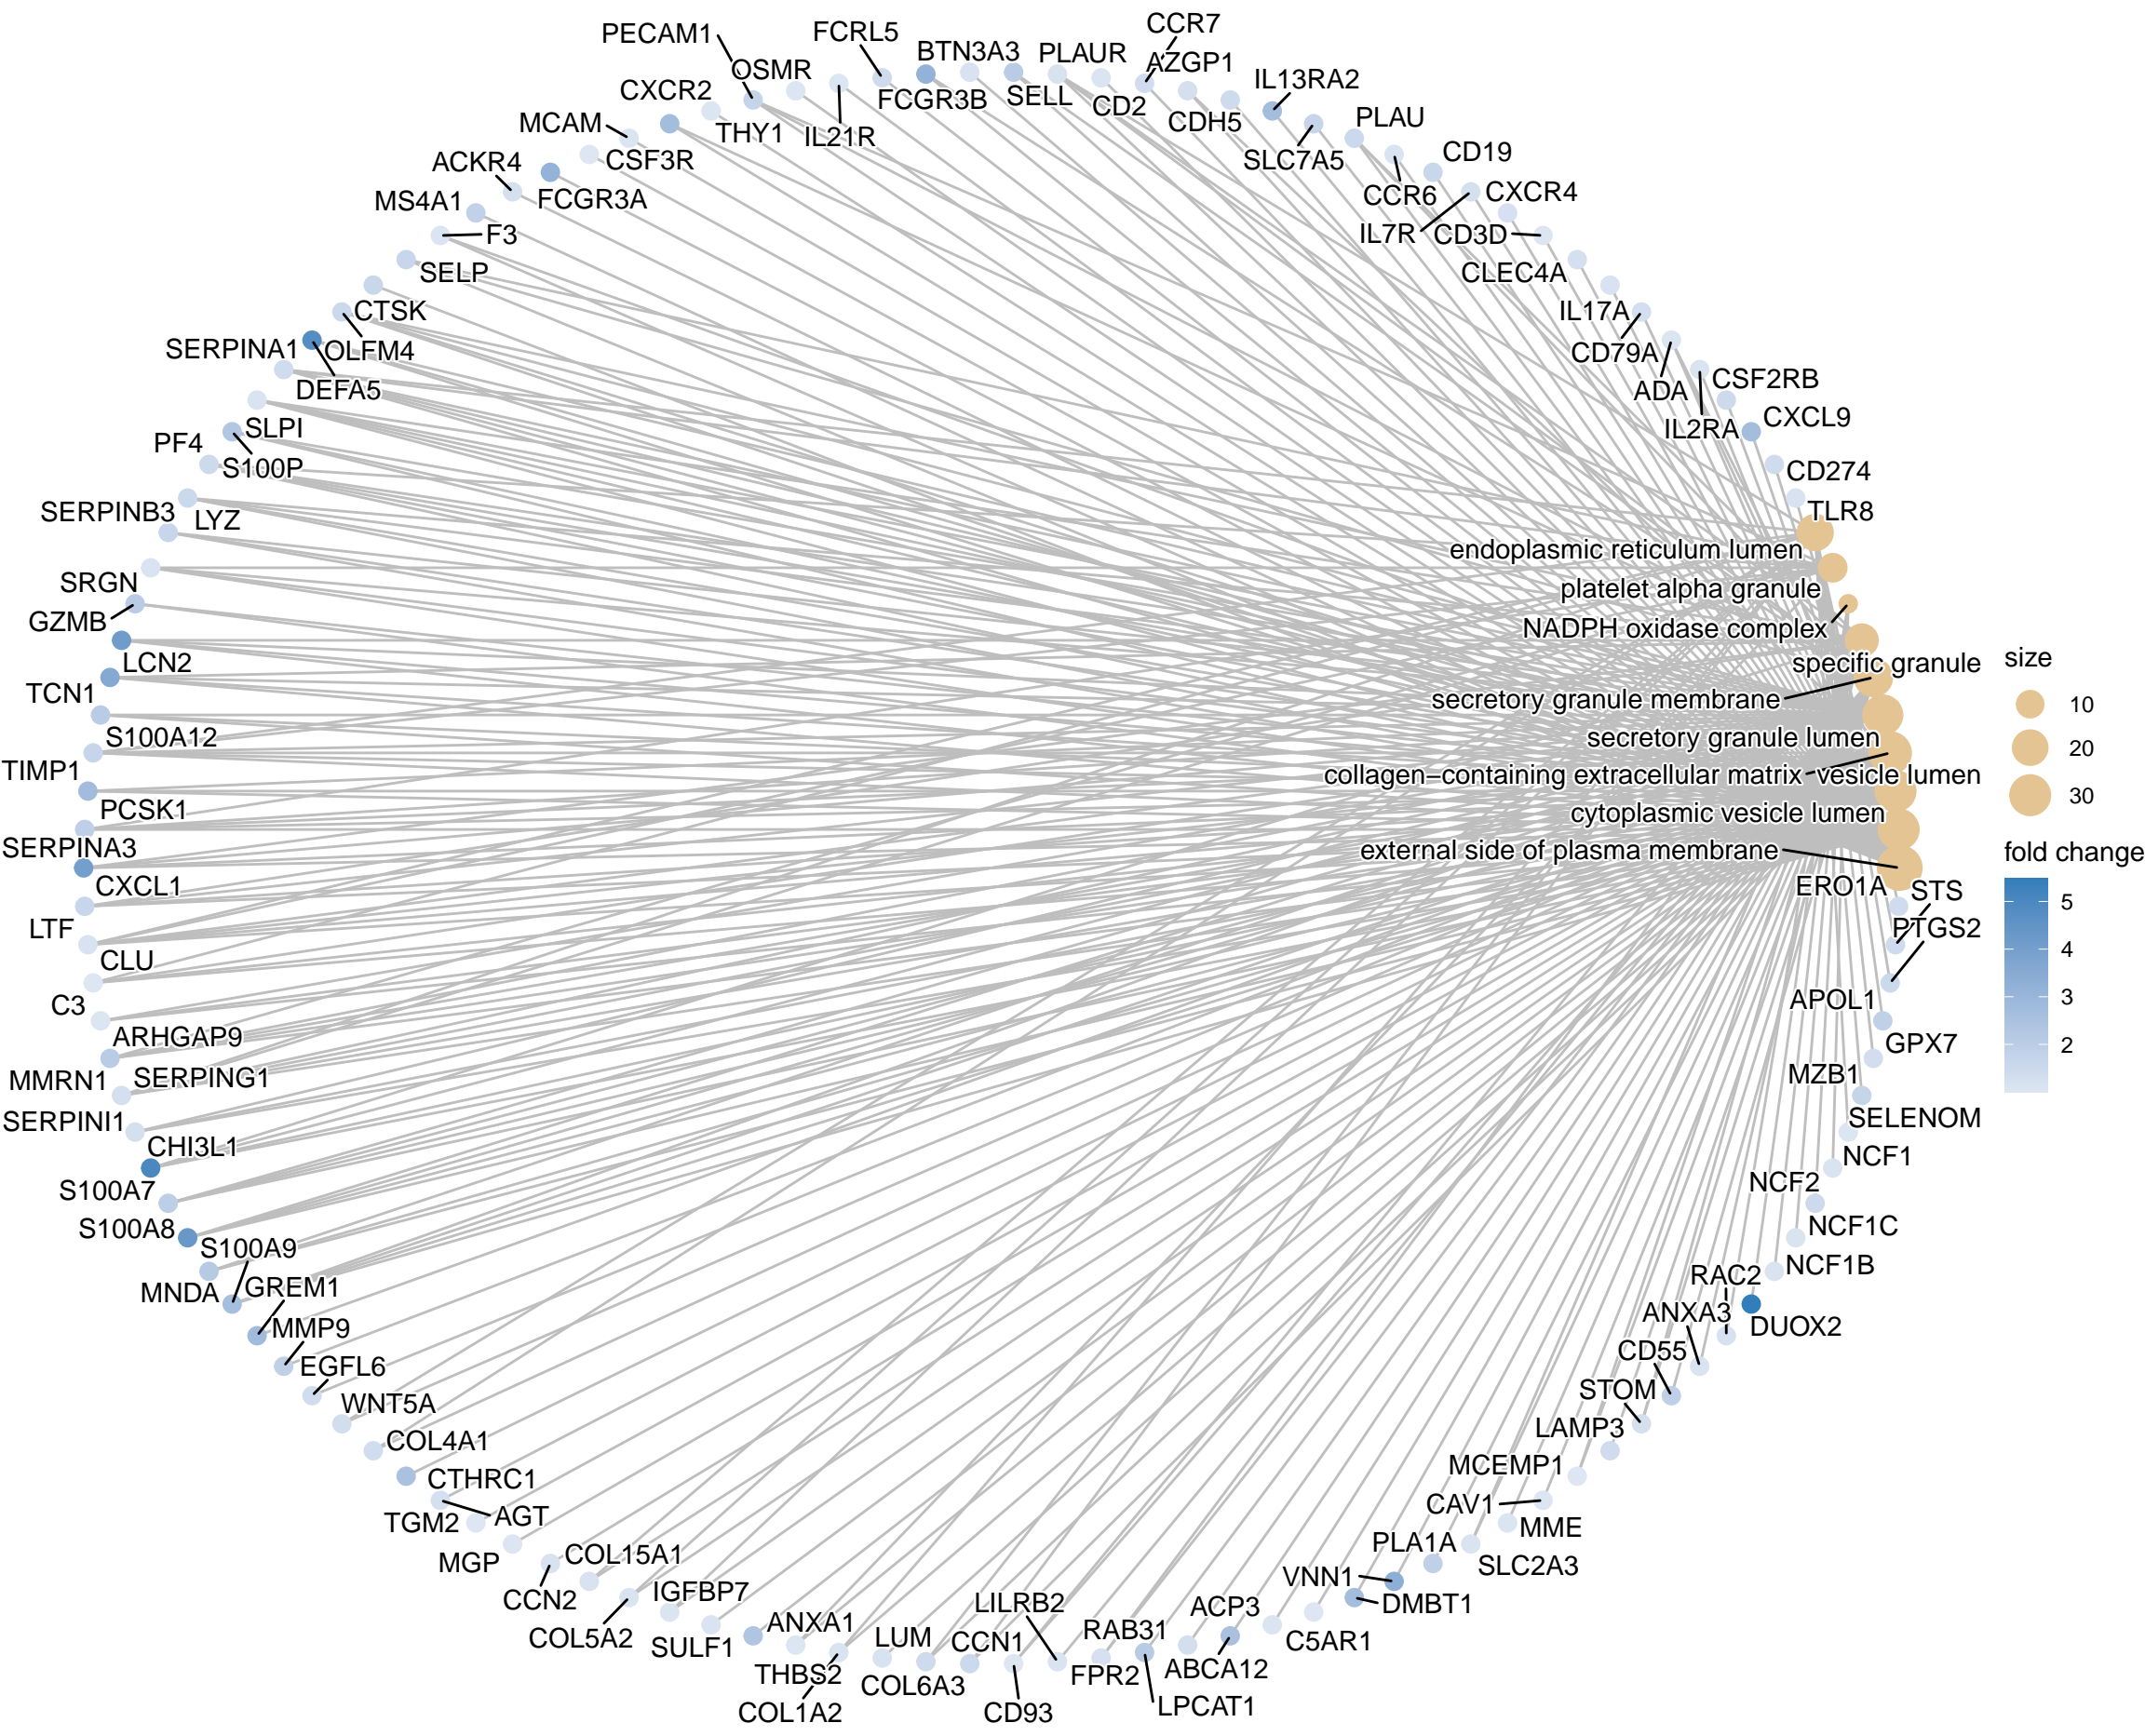 CCR7
PECAM1
FCRL5
BTN3A3
PLAUR
AZGP1
OSMR
IL13RA2
CXCR2
FCGR3B
SELL
CD2
CDH5
PLAU
MCAM
THY1
IL21R
SLC7A5
CD19
ACKR4
CSF3R
CCR6
CXCR4
MS4A1
FCGR3A
IL7R
CD3D
F3
SELP
CLEC4A
CTSK
IL17A
SERPINA1
OLFM4
CD79A
DEFA5
ADA
CSF2RB
SLPI
IL2RA
CXCL9
PF4
S100P
CD274
SERPINB3
LYZ
TLR8
endoplasmic reticulum lumen
SRGN
platelet alpha granule
GZMB
NADPH oxidase complex
LCN2
specific granule
size
TCN1
secretory granule membrane
10
S100A12
secretory granule lumen
20
TIMP1
collagen–containing extracellular matrix
vesicle lumen
30
PCSK1
cytoplasmic vesicle lumen
SERPINA3
external side of plasma membrane
fold change
CXCL1
ERO1A
STS
5
LTF
PTGS2
4
CLU
C3
APOL1
3
ARHGAP9
GPX7
2
MMRN1
SERPING1
MZB1
SERPINI1
SELENOM
CHI3L1
NCF1
S100A7
NCF2
S100A8
NCF1C
S100A9
NCF1B
MNDA
GREM1
RAC2
MMP9
ANXA3
DUOX2
EGFL6
CD55
WNT5A
STOM
COL4A1
LAMP3
CTHRC1
MCEMP1
TGM2
AGT
CAV1
MME
MGP
COL15A1
PLA1A
SLC2A3
CCN2
IGFBP7
VNN1
DMBT1
COL5A2
SULF1
ANXA1
LILRB2
ACP3
THBS2
LUM
CCN1
RAB31
C5AR1
COL1A2
COL6A3
CD93
FPR2
ABCA12
LPCAT1